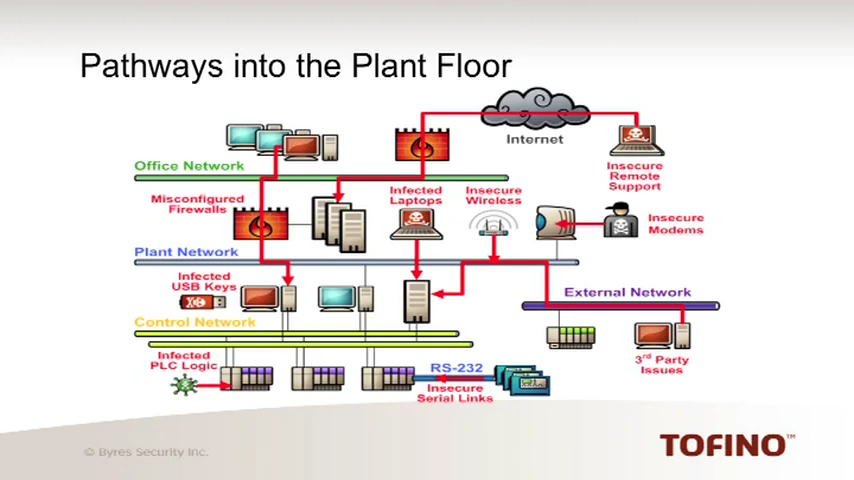 Pathways into the Plant Floor
Internet
Office Network
Insecure
Remote
Support
Misconfigured
Firewalls
Infected
Laptops
Insecure
Wireless
Insecure
Modems
Plant Network
Infected
USB Keys
External Network
Control Network
Infected
PLC Logic
RS-232
Insecure
Serial Links
3rd Party
Issues
© Byres Security Inc.
TOFINO™